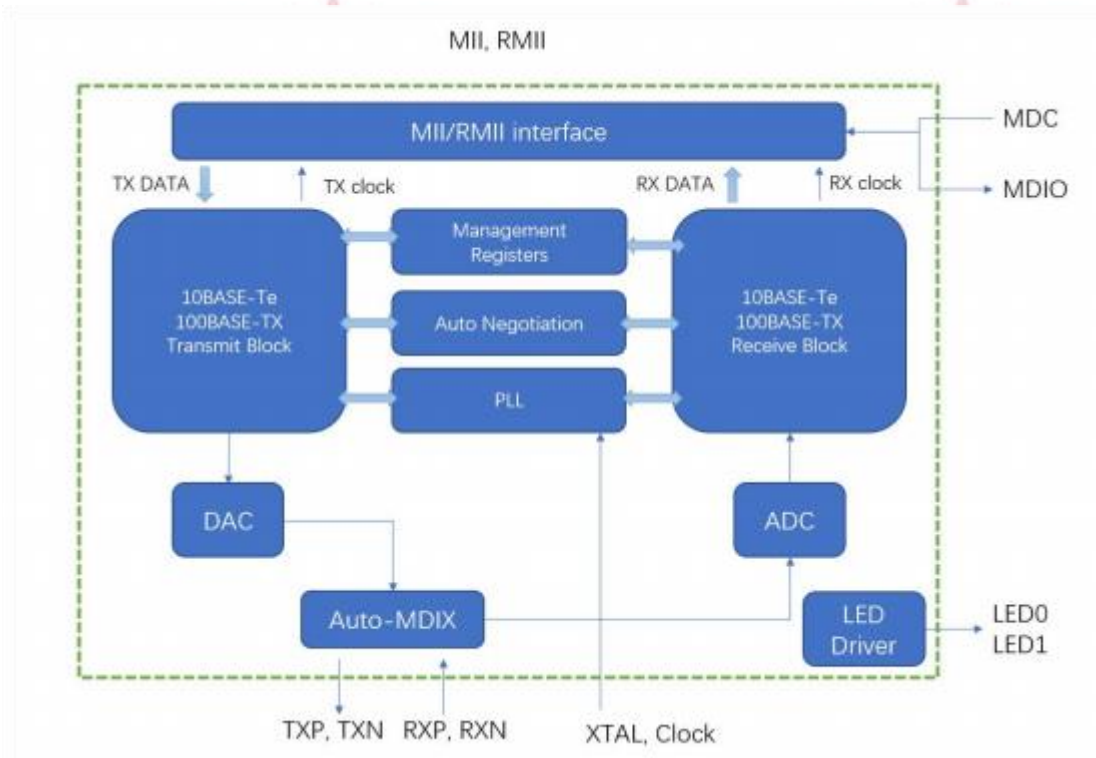 MII, RMII
MII/RMII interface
MDC
MDIO
TX DATA
TX clock
RX DATA
RX clock
10BASE-Te
100BASE-TX
Transmit Block
Management
Registers
Auto Negotiation
PLL
10BASE-Te
100BASE-TX
Receive Block
DAC
ADC
Auto-MDIX
LED
Driver
LED0
LED1
TXP, TXN
RXP, RXN
XTAL, Clock